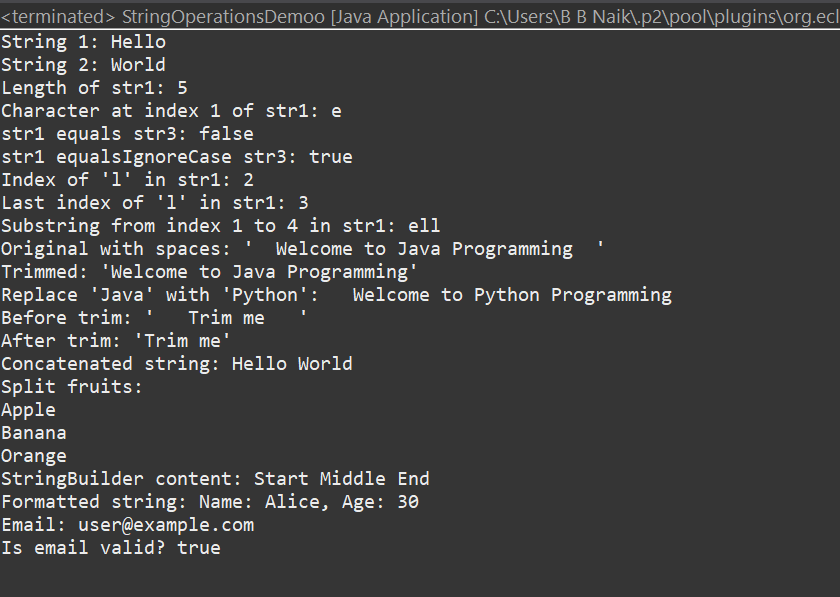 <terminated> StringOperationsDemoo [Java Application] C:\Users\B B Naik\.p2\pool\plugins\org.ecl
String 1: Hello
String 2: World
Length of str1: 5
Character at index 1 of str1: e
str1 equals str3: false
str1 equalsIgnoreCase str3: true
Index of 'l' in str1: 2
Last index of 'l' in str1: 3
Substring from index 1 to 4 in str1: ell
Original with spaces: '  Welcome to Java Programming  '
Trimmed: 'Welcome to Java Programming'
Replace 'Java' with 'Python':   Welcome to Python Programming
Before trim: '   Trim me   '
After trim: 'Trim me'
Concatenated string: Hello World
Split fruits:
Apple
Banana
Orange
StringBuilder content: Start Middle End
Formatted string: Name: Alice, Age: 30
Email: user@example.com
Is email valid? true